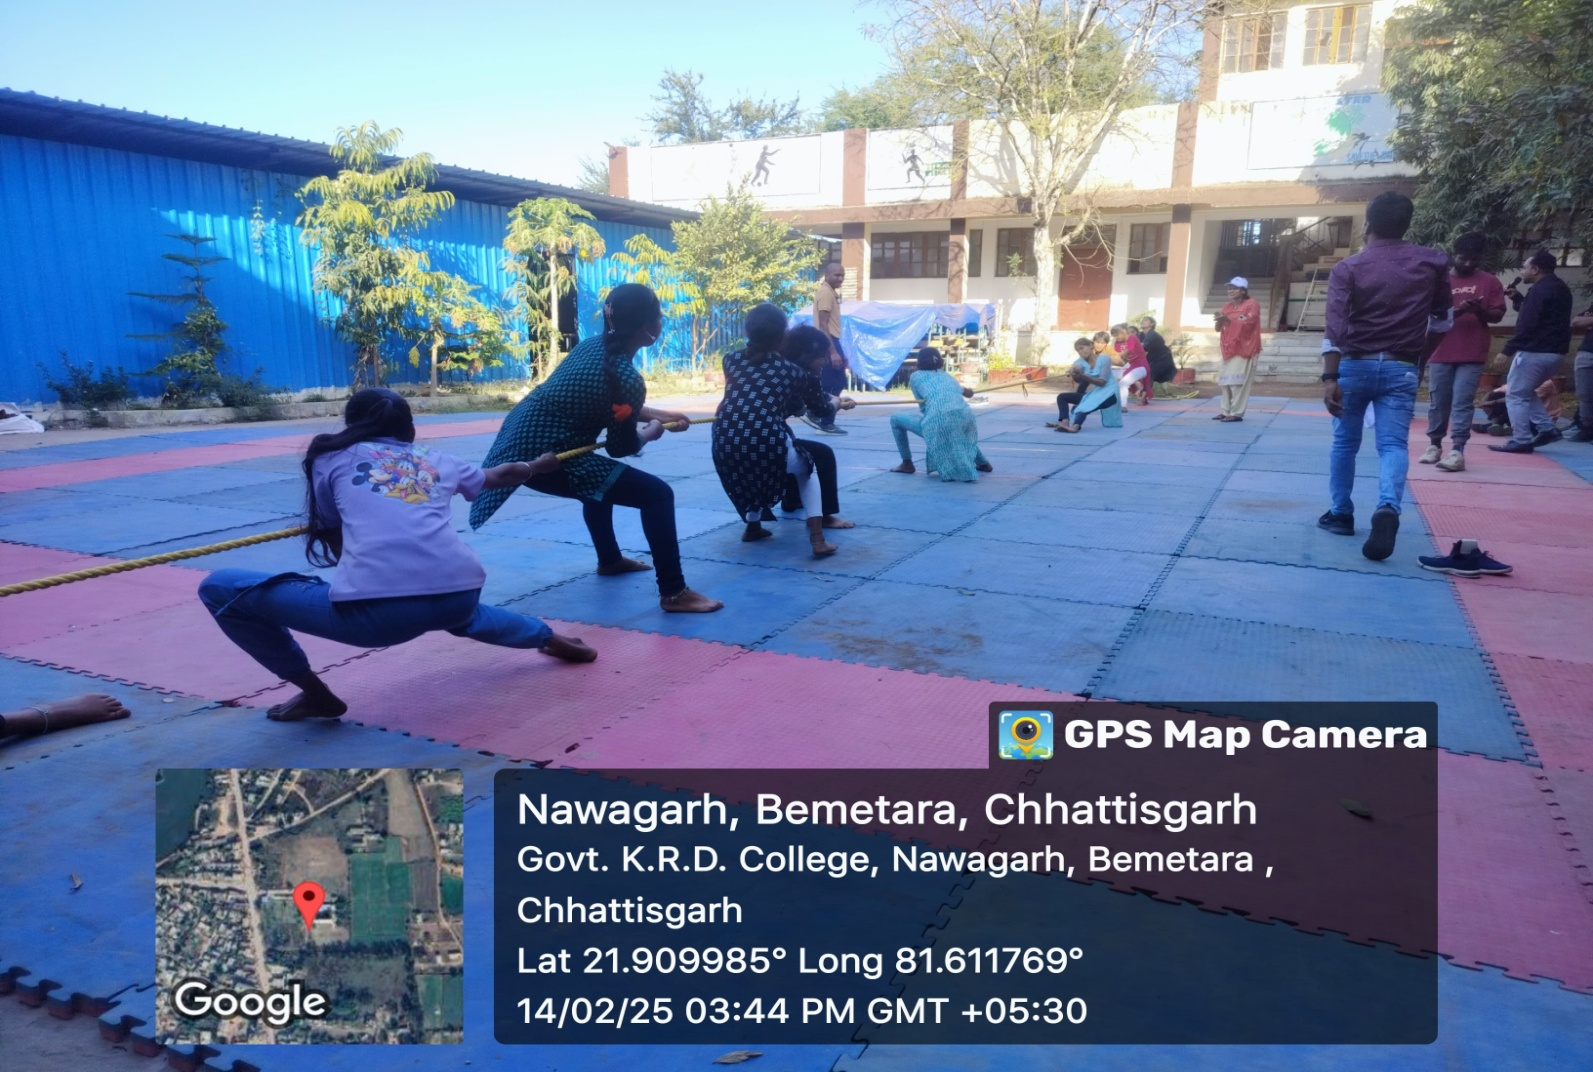 GPS Map Camera
Nawagarh, Bemetara, Chhattisgarh
Govt. K.R.D. College, Nawagarh, Bemetara ,
Chhattisgarh
Lat 21.909985° Long 81.611769°
14/02/25 03:44 PM GMT +05:30
Google